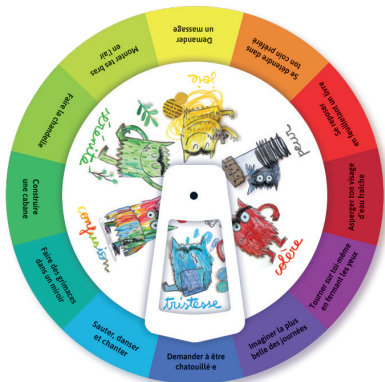 Demander
un massage
Se détendre dans
ton coin préféré
Se reposer
en feuilletant un livre
Asperger ton visage
d'eau fraîche
Tourner sur toi-même
en fermant les yeux
Imaginer la plus
belle des journées
Demander à être
chatouillé·e
Sauter, danser
et chanter
Faire des grimaces
dans un miroir
Construire
une cabane
Faire la chandelle
Monter tes bras
en l'air
joie
peur
colère
tristesse
confusion
sérénité